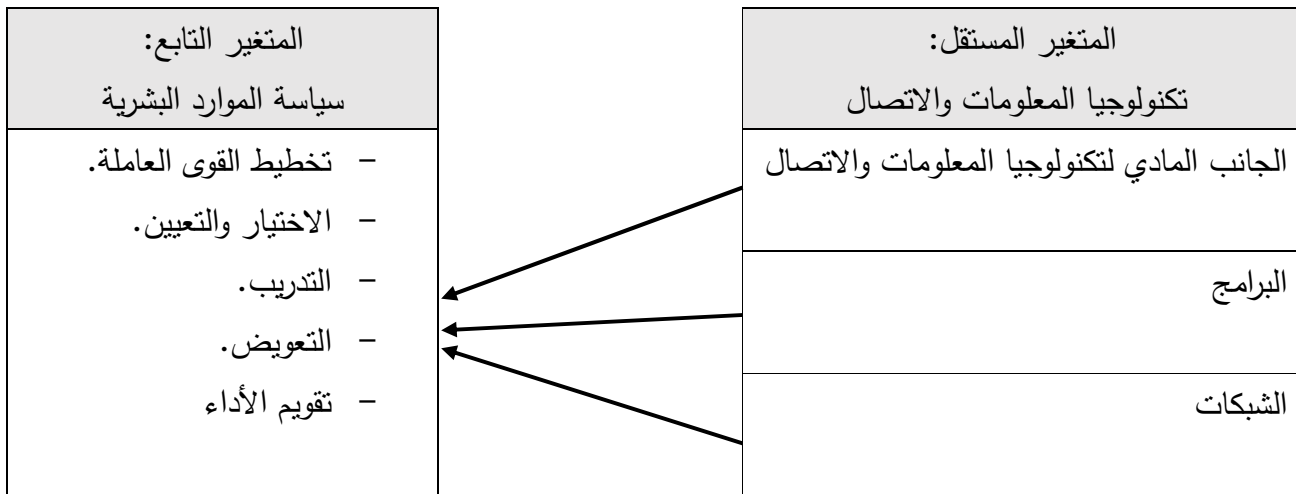 المتغير المستقل:
تكنولوجيا المعلومات والاتصال
الجانب المادي لتكنولوجيا المعلومات والاتصال
البرامج
الشبكات
المتغير التابع:
سياسة الموارد البشرية
- تخطيط القوى العاملة.
- الاختيار والتعيين.
- التدريب.
- التعويض.
- تقويم الأداء